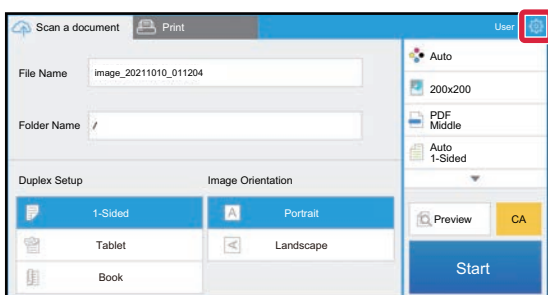 Scan a document
Print
User
File Name
image_20211010_011204
Folder Name
/
Duplex Setup
Image Orientation
1-Sided
Portrait
Tablet
Landscape
Book
Auto
200x200
PDF
Middle
Auto
1-Sided
Preview
CA
Start